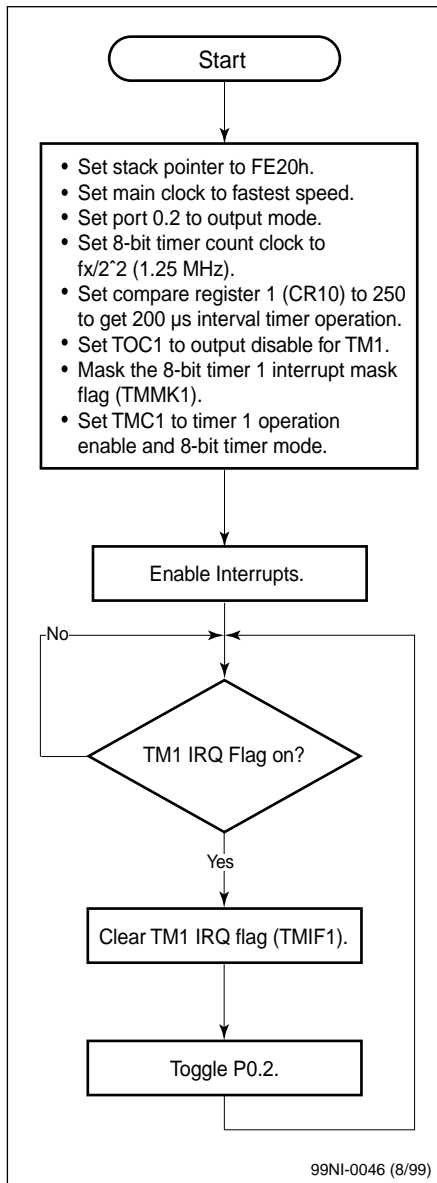 Start
• Set stack pointer to FE20h.
• Set main clock to fastest speed.
• Set port 0.2 to output mode.
• Set 8-bit timer count clock to
fx/2^2 (1.25 MHz).
• Set compare register 1 (CR10) to 250
to get 200 µs interval timer operation.
• Set TOC1 to output disable for TM1.
• Mask the 8-bit timer 1 interrupt mask
flag (TMMK1).
• Set TMC1 to timer 1 operation
enable and 8-bit timer mode.
Enable Interrupts.
No
TM1 IRQ Flag on?
Yes
Clear TM1 IRQ flag (TMIF1).
Toggle P0.2.
99NI-0046 (8/99)